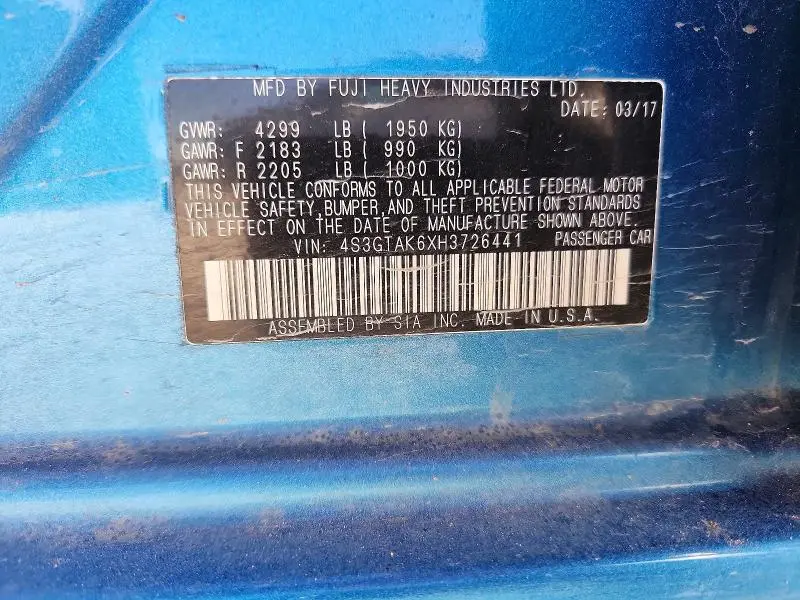 MFD BY FUJI HEAVY INDUSTRIES LTD.
DATE: 03/17
GVWR: 4299 LB ( 1950 KG)
GAWR: F 2183 LB ( 990 KG)
GAWR: R 2205 LB ( 1000 KG)
THIS VEHICLE CONFORMS TO ALL APPLICABLE FEDERAL MOTOR
VEHICLE SAFETY,BUMPER,AND THEFT PREVENTION STANDARDS
IN EFFECT ON THE DATE OF MANUFACTURE SHOWN ABOVE.
VIN: 4S3GTAK6XH3726441 PASSENGER CAR
ASSEMBLED BY SIA INC. MADE IN U.S.A.